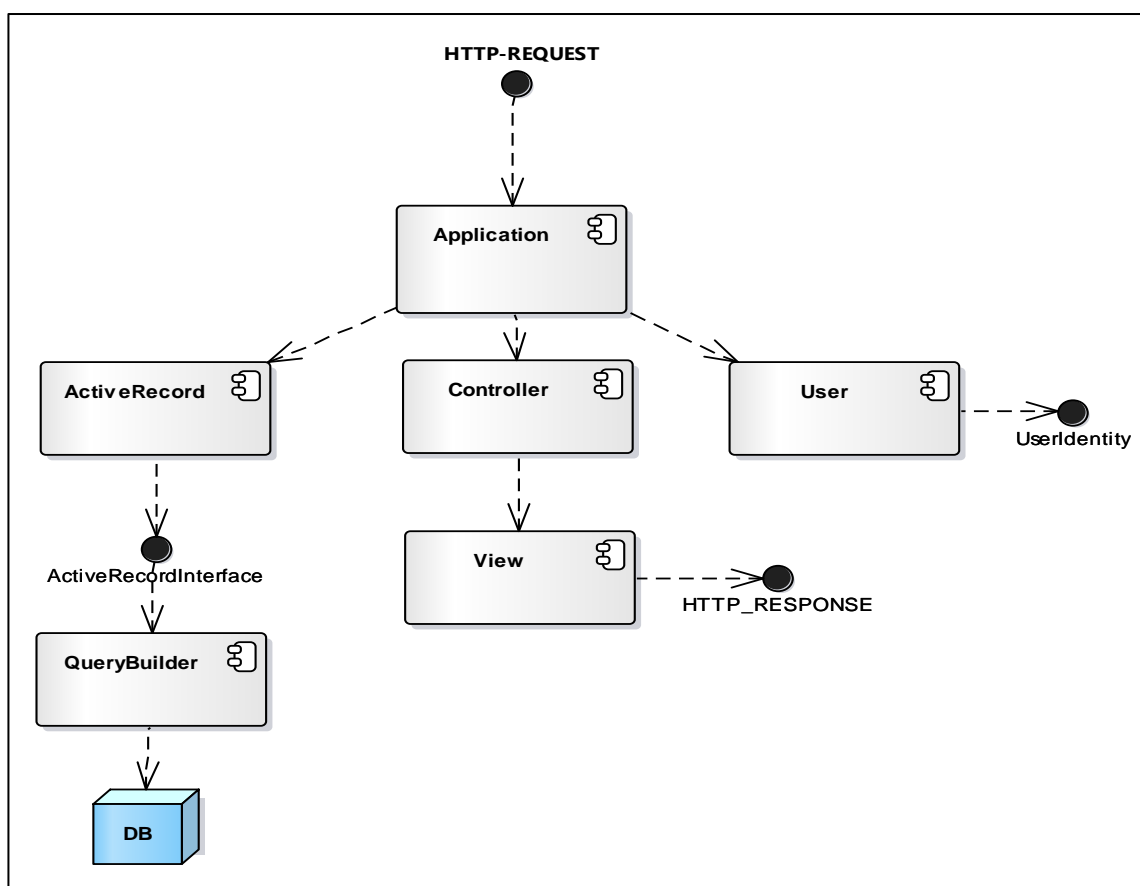 HTTP-REQUEST
Application
ActiveRecord
Controller
User
UserIdentity
ActiveRecordInterface
View
HTTP_RESPONSE
QueryBuilder
DB